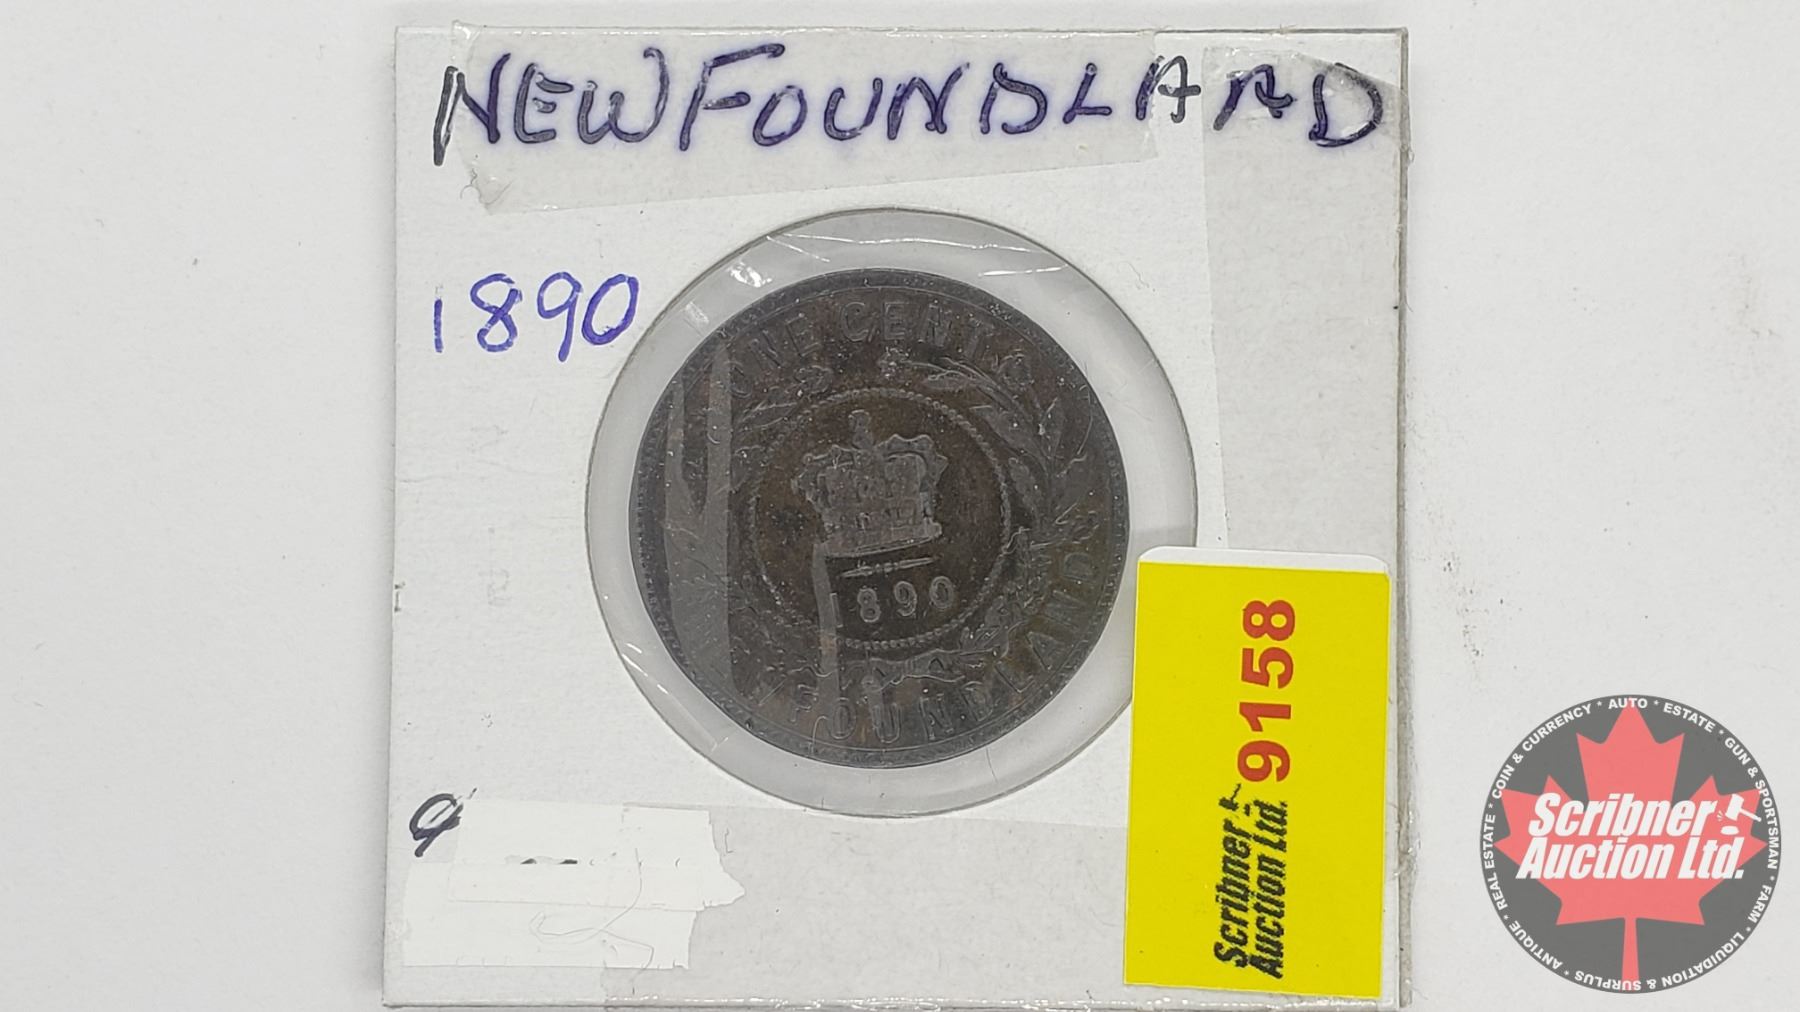 NEWFOUNDLAND
1890
ONE CENT
1890
FOUNDLAND
9158
Scribner
Auction Ltd.
COIN & CURRENCY * AUTO * ESTATE * GUN & SPORTSMAN * FARM * LIQUIDATION & SURPLUS * ANTIQUE * REAL ESTATE *
Scribner
Auction Ltd.